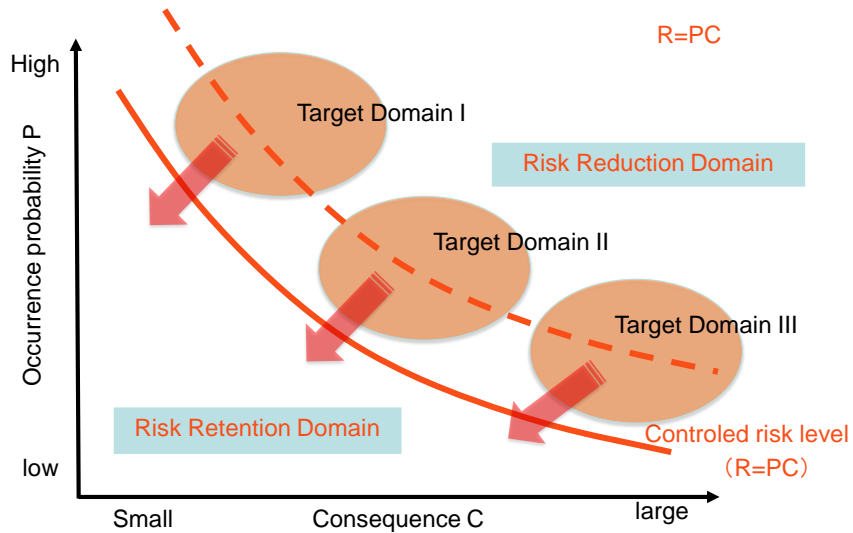 R=PC
High
Target Domain I
Risk Reduction Domain
Occurrence probability P
Target Domain II
Target Domain III
Risk Retention Domain
Controled risk level
（R=PC）
low
Small
Consequence C
large